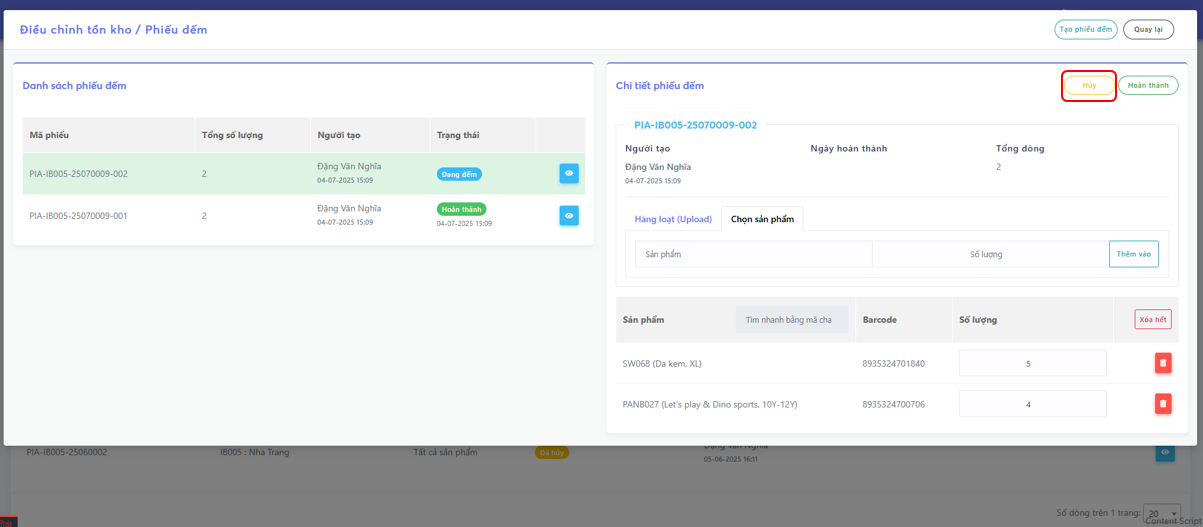 Điều chỉnh tồn kho / Phiếu đếm
Tạo phiếu đếm
Quay lại
Danh sách phiếu đếm
Mã phiếu
Tổng số lượng
Người tạo
Trạng thái
PIA-IB005-25070009-002
2
Đặng Văn Nghĩa
04-07-2025 15:09
Đang đếm
PIA-IB005-25070009-001
2
Đặng Văn Nghĩa
04-07-2025 15:09
Hoàn thành
04-07-2025 15:09
Chi tiết phiếu đếm
Hủy
Hoàn thành
PIA-IB005-25070009-002
Người tạo
Ngày hoàn thành
Tổng dòng
Đặng Văn Nghĩa
04-07-2025 15:09
2
Hàng loạt (Upload)
Chọn sản phẩm
Sản phẩm
Số lượng
Thêm vào
Sản phẩm
Tìm nhanh bằng mã cha
Barcode
Số lượng
Xóa hết
SW068 (Da kem, XL)
8935324701840
5
PANB027 (Let's play & Dino sports, 10Y-12Y)
8935324700706
4
PIA-IB005-25060002
IB005 : Nha Trang
Tất cả sản phẩm
Đã hủy
Đặng Văn Nghĩa
05-06-2025 16:11
Số dòng trên 1 trang:
20
Content Script